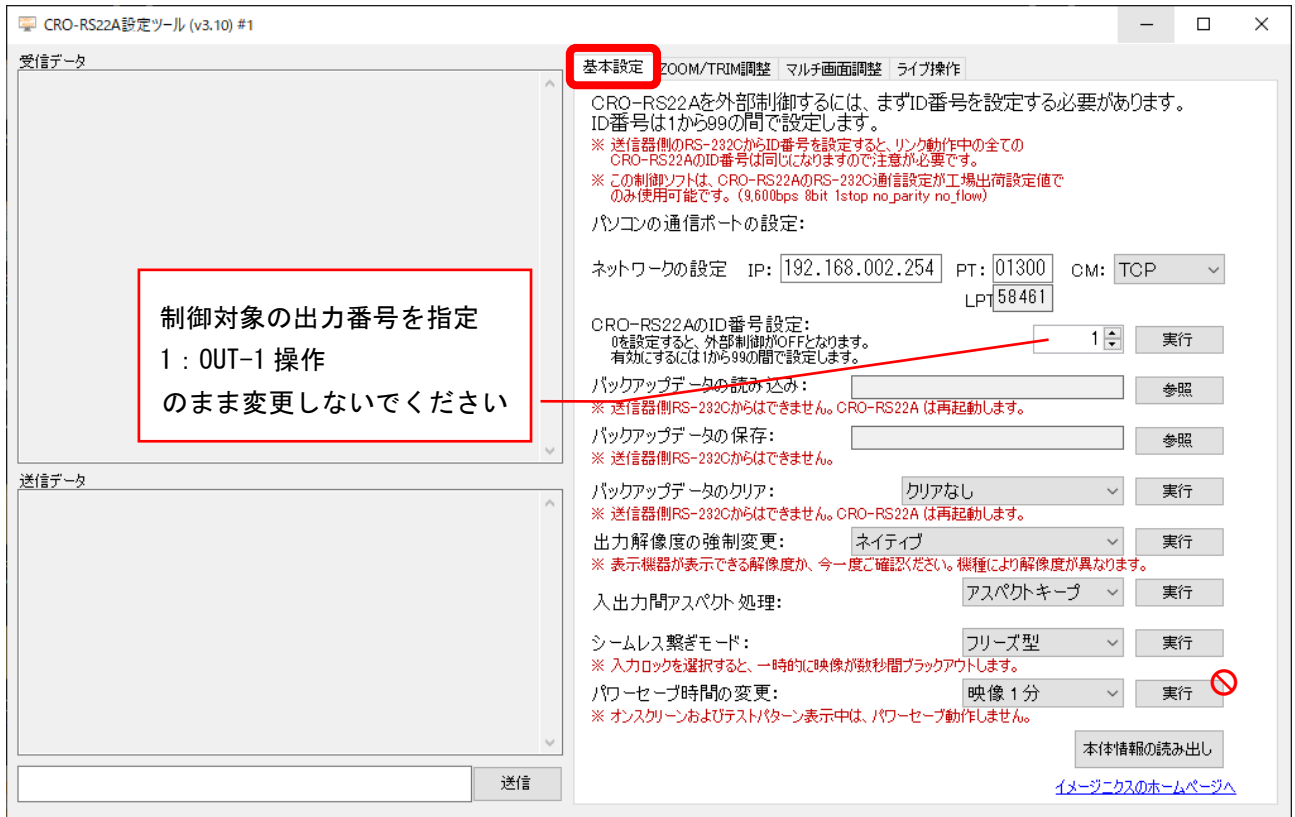 CRO-RS22A設定ツール (v3.10) #1
受信データ
基本設定 ZOOM/TRIM調整 マルチ画面調整 ライブ操作
CRO-RS22Aを外部制御するには、まずID番号を設定する必要があります。
ID番号は1から99の間で設定します。
※ 送信器側のRS-232CからID番号を設定すると、リンク動作中の全ての
CRO-RS22AのID番号は同じになりますので注意が必要です。
※ この制御ソフトは、CRO-RS22AのRS-232C通信設定が工場出荷設定値で
のみ使用可能です。(9,600bps 8bit 1stop no_parity no_flow)
パソコンの通信ポートの設定:
ネットワークの設定 IP: 192.168.002.254 PT: 01300 CM: TCP
LPT 58461
制御対象の出力番号を指定
1:OUT-1 操作
のまま変更しないでください
CRO-RS22AのID番号設定:
0を設定すると、外部制御がOFFとなります。
有効にするには1から99の間で設定します。
1 実行
バックアップデータの読み込み: 参照
※ 送信器側RS-232Cからはできません。CRO-RS22A は再起動します。
バックアップデータの保存: 参照
※ 送信器側RS-232Cからはできません。
送信データ
バックアップデータのクリア: クリアなし 実行
※ 送信器側RS-232Cからはできません。CRO-RS22A は再起動します。
出力解像度の強制変更: ネイティブ 実行
※ 表示機器が表示できる解像度か、今一度ご確認ください。機種により解像度が異なります。
入出力間アスペクト処理: アスペクトキープ 実行
シームレス繋ぎモード: フリーズ型 実行
※ 入力ロックを選択すると、一時的に映像が数秒間ブラックアウトします。
パワーセーブ時間の変更: 映像1分 実行
※ オンスクリーンおよびテストパターン表示中は、パワーセーブ動作しません。
本体情報の読み出し
送信
イメージニクスのホームページへ